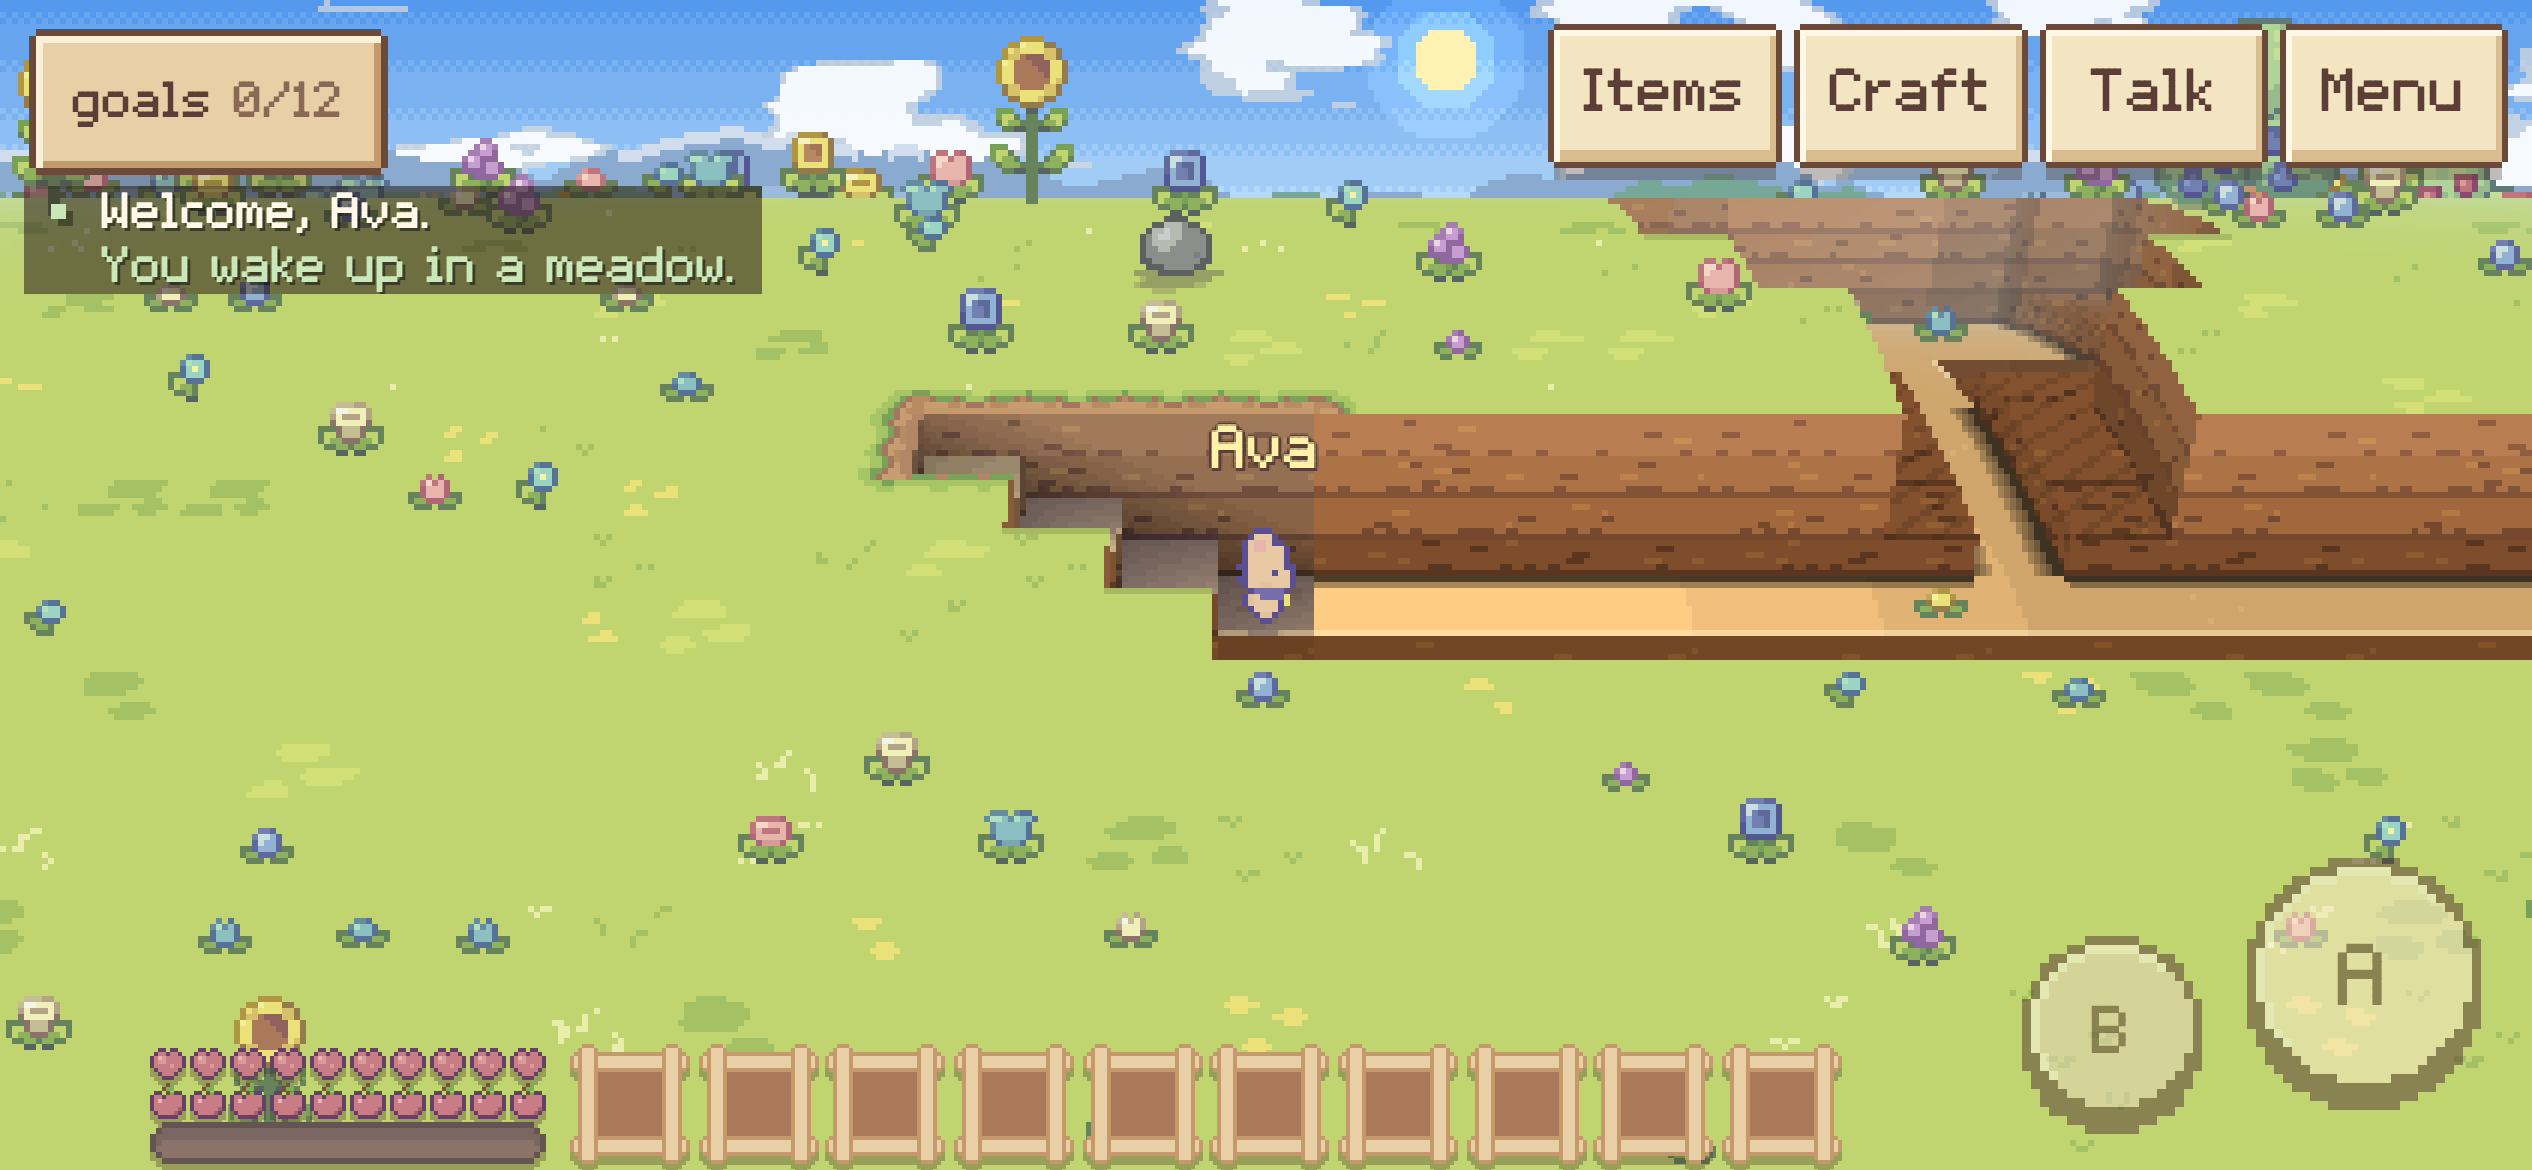 goals 0/12
Items
Craft
Talk
Menu
Welcome, Ava.
You wake up in a meadow.
Ava
B
A